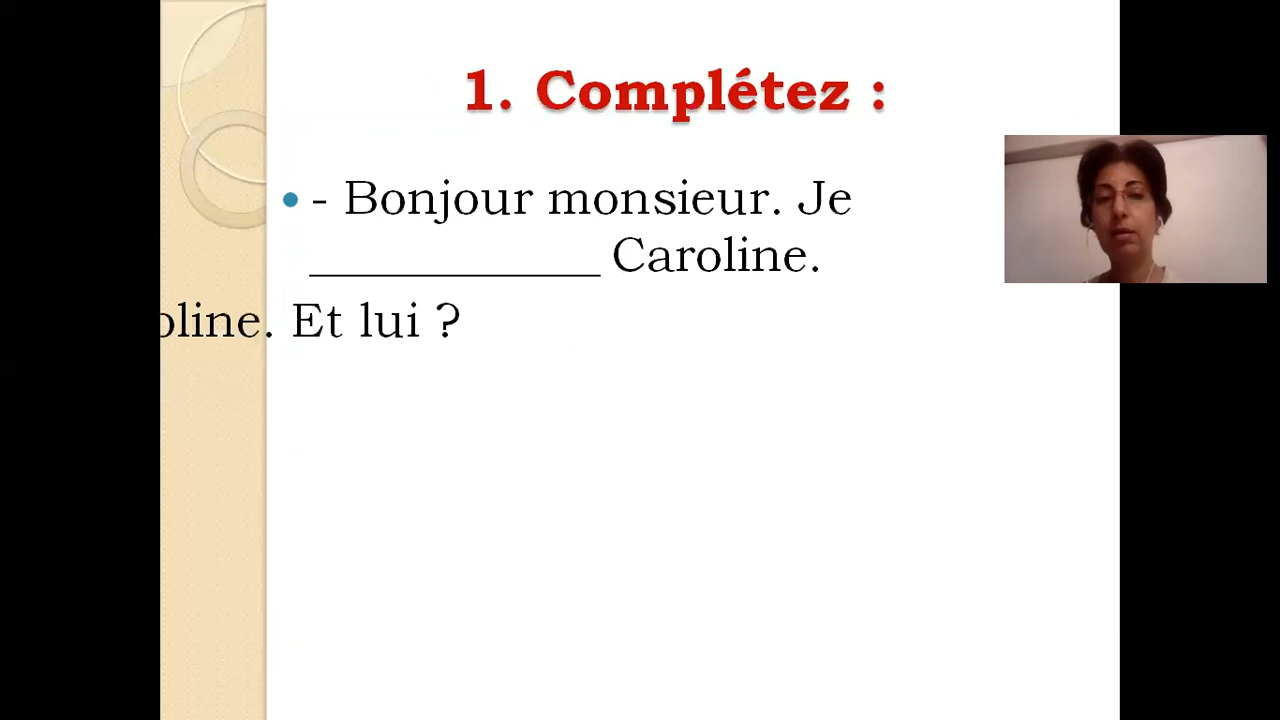 1. Complétez :
- Bonjour monsieur. Je
____________ Caroline.
oline. Et lui ?